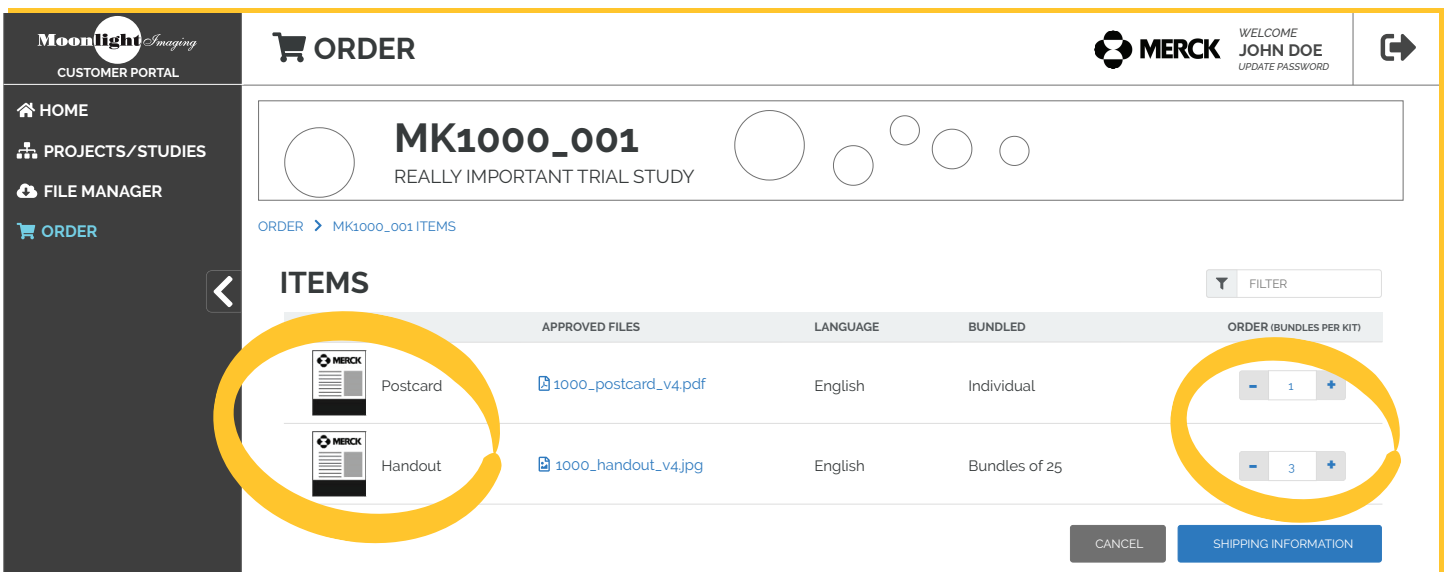 Moonlight Imaging
CUSTOMER PORTAL
HOME
PROJECTS/STUDIES
FILE MANAGER
ORDER
ORDER
MERCK
WELCOME
JOHN DOE
UPDATE PASSWORD
MK1000_001
REALLY IMPORTANT TRIAL STUDY
ORDER > MK1000_001 ITEMS
ITEMS
FILTER
APPROVED FILES LANGUAGE BUNDLED ORDER (BUNDLES PER KIT)
MERCK
Postcard 1000_postcard_v4.pdf English Individual - 1 +
MERCK
Handout 1000_handout_v4.jpg English Bundles of 25 - 3 +
CANCEL SHIPPING INFORMATION